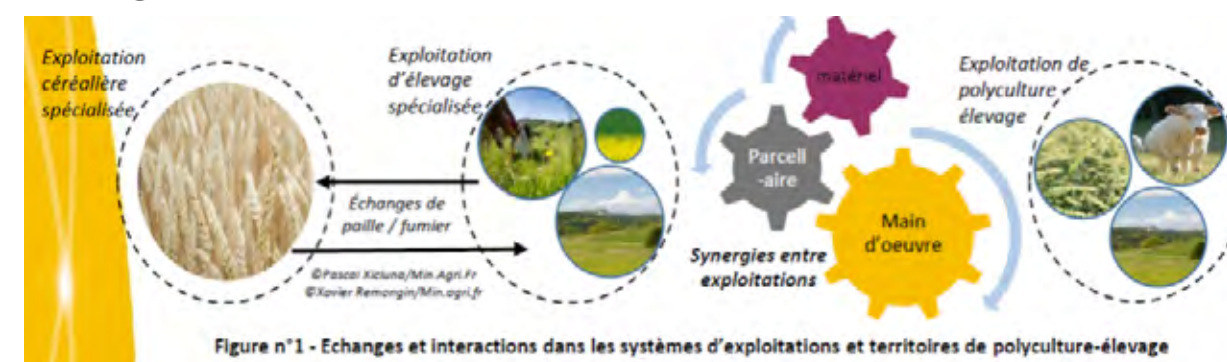 Exploitation
céréalière
spécialisée
Exploitation
d'élevage
spécialisée
Échanges de
paille / fumier
©Pascal Xicluna/Min.Agri.Fr
©Xavier Remongin/Min.agri.fr
matériel
Parcell
-aire
Main
d'oeuvre
Synergies entre
exploitations
Exploitation de
polyculture
élevage
Figure n°1 - Echanges et interactions dans les systèmes d'exploitations et territoires de polyculture-élevage